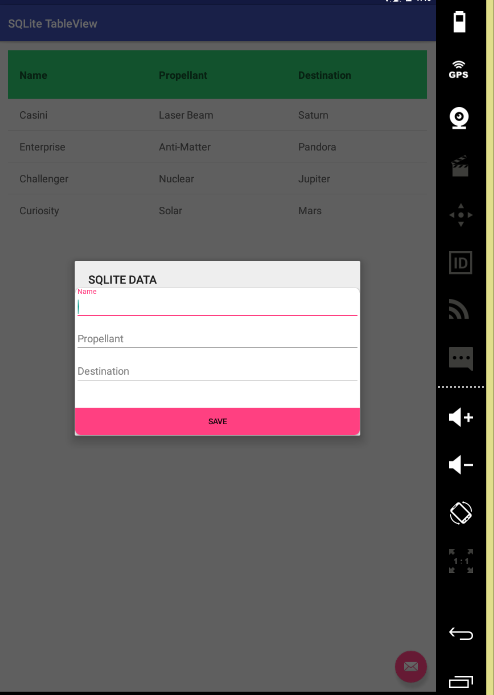 SQLite TableView
Name Propellant Destination
Casini Laser Beam Satum
Enterprise Anti-Matter Pandora
Challenger Nuclear Jupiter
Curiosity Solar Mars
SQLITE DATA
Name
Propellant
Destination
SAVE
GPS
ID
1:1